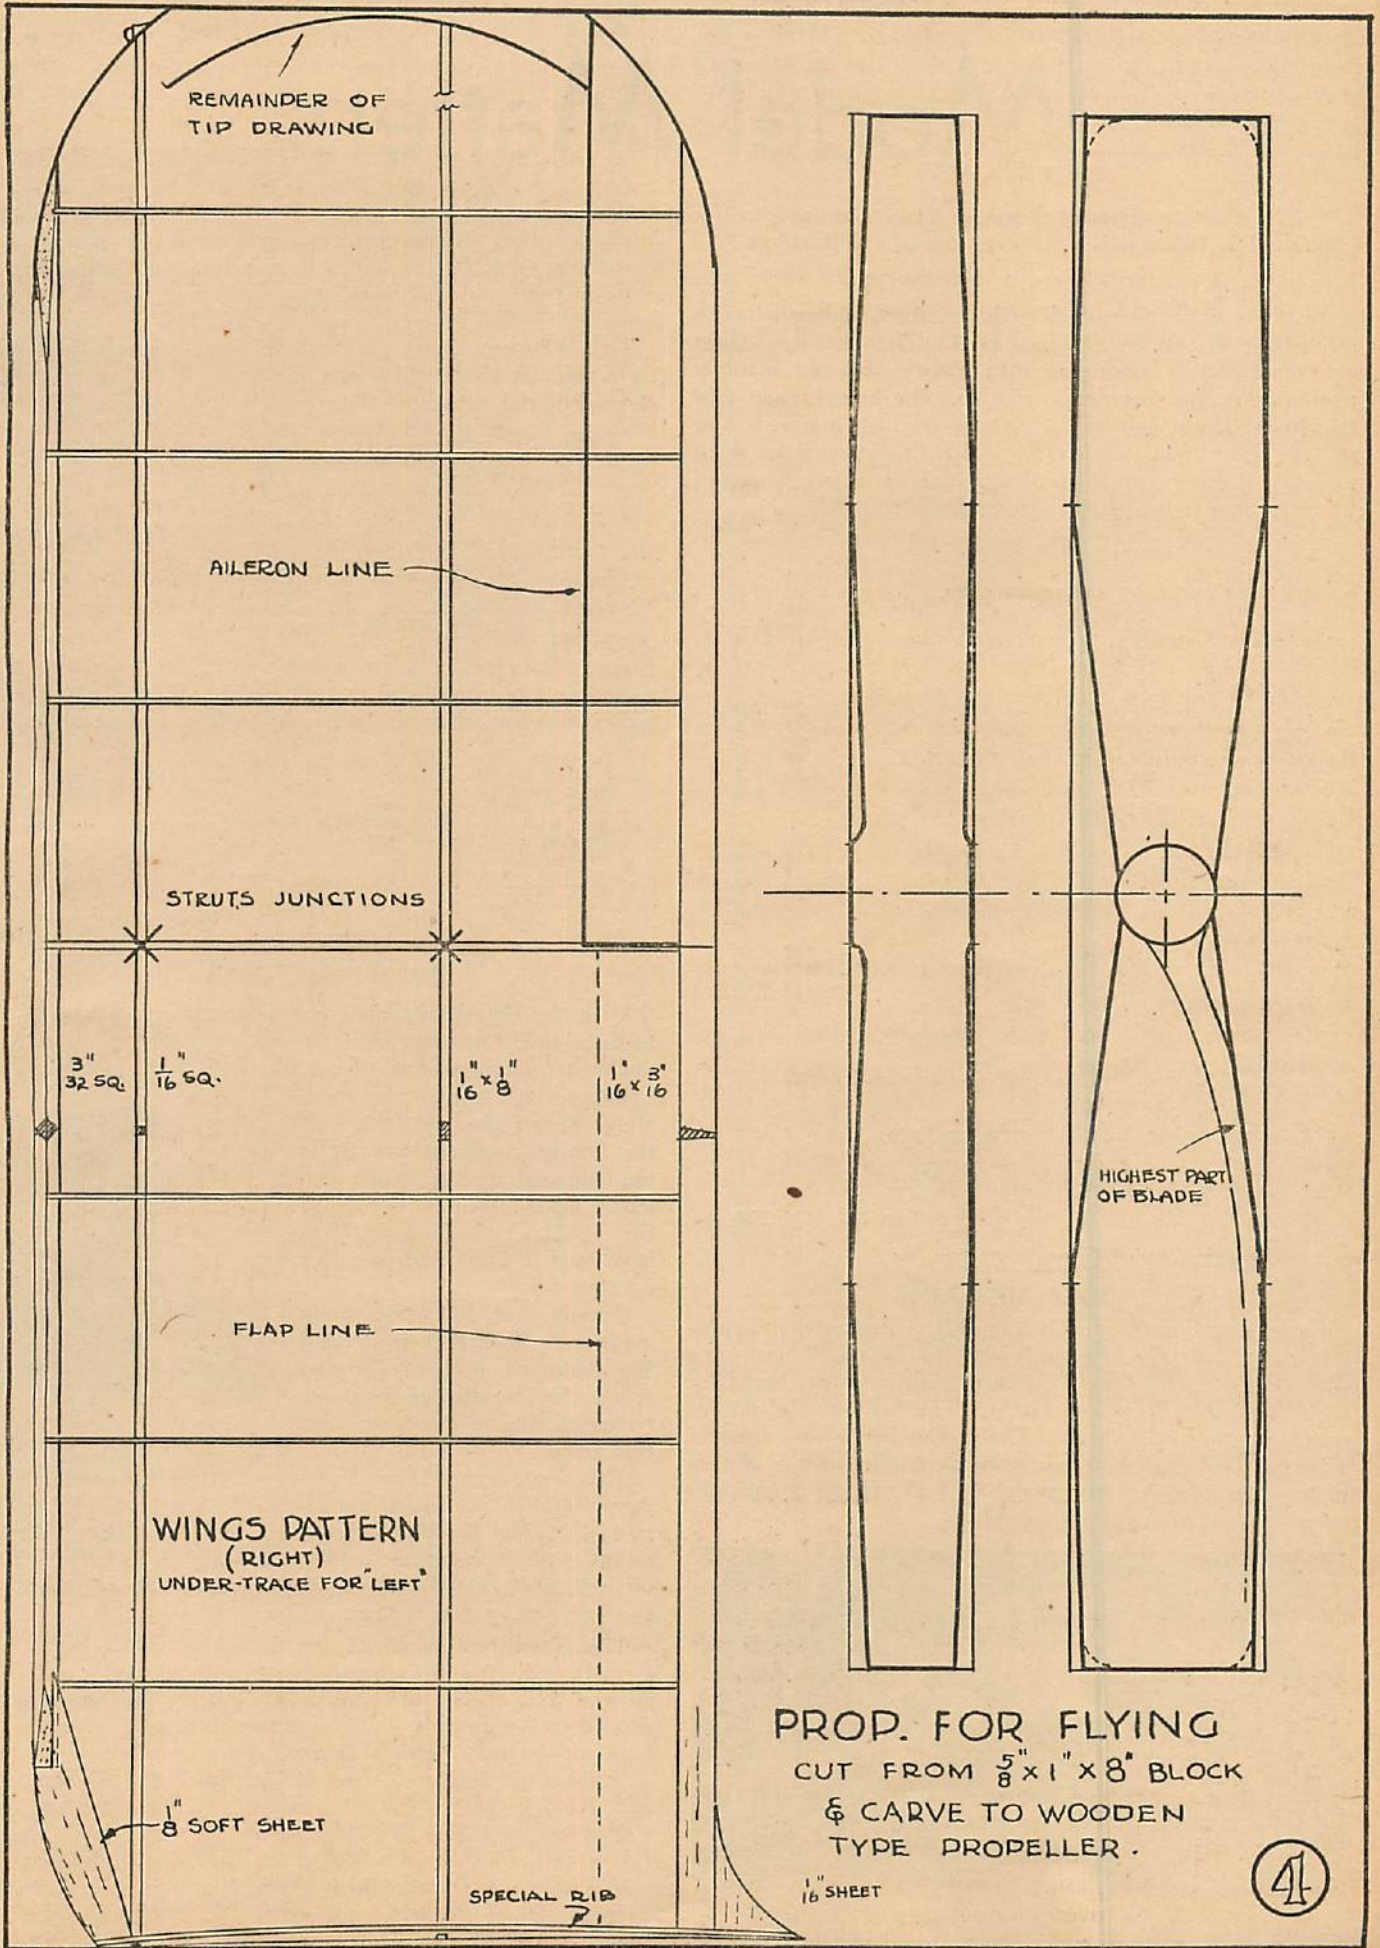 REMAINDER OF
TIP DRAWING
AILERON LINE
STRUTS JUNCTIONS
3"/32 SQ.
1"/16 SQ.
1"/16 x 1"/8
1"/16 x 3"/16
HIGHEST PART
OF BLADE
FLAP LINE
WINGS PATTERN
(RIGHT)
UNDER-TRACE FOR "LEFT"
1/8" SOFT SHEET
SPECIAL RIB
PROP. FOR FLYING
CUT FROM 5/8" x 1" x 8" BLOCK
& CARVE TO WOODEN
TYPE PROPELLER.
1/16" SHEET
4